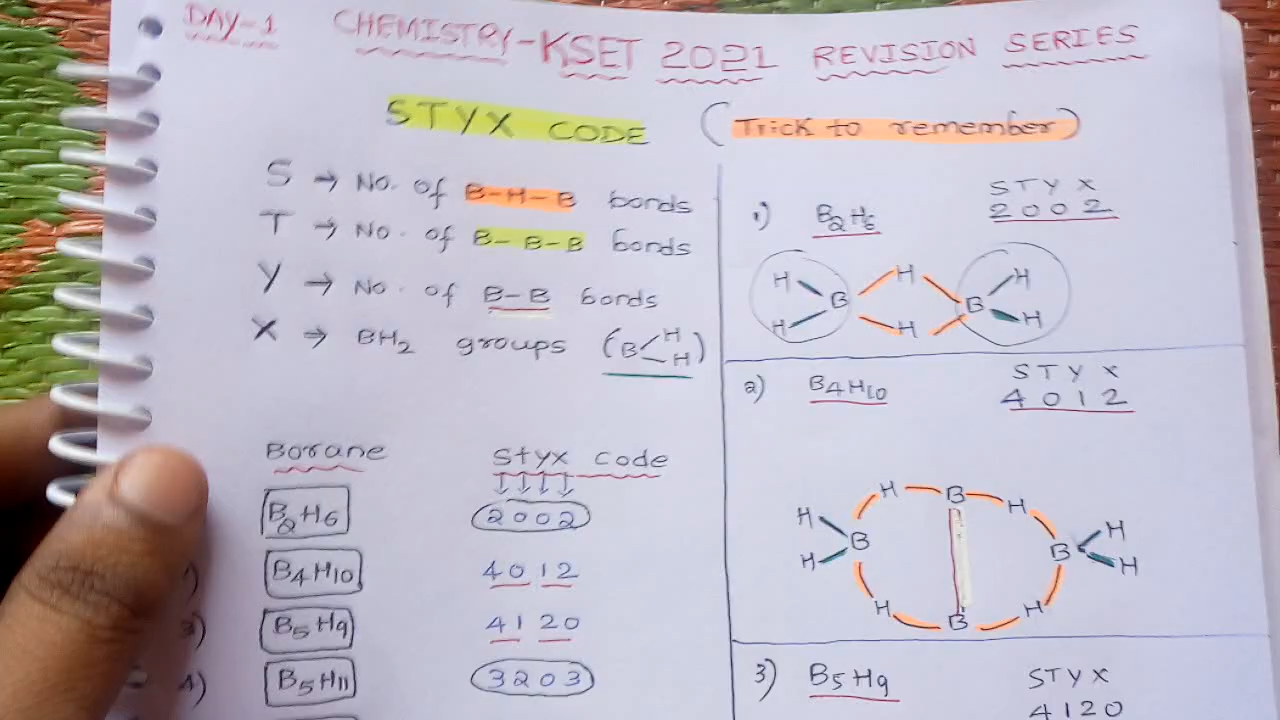 DAY-1 CHEMISTRY-KSET 2021 REVISION SERIES
STYX CODE (Trick to remember)
S → No. of B-H-B bonds
T → No. of B-B-B bonds
Y → No. of B-B bonds
X → BH2 groups (B H H)
Borane Styx Code
B2H6 2002
B4H10 4012
3) B5H9 4120
4) B5H11 3203
1) B2H6 STYX
2002
H H H
B B
H H H
2) B4H10 STYX
4012
H B H
H H
B B
H H
H B H
3) B5H9 STYX
4120